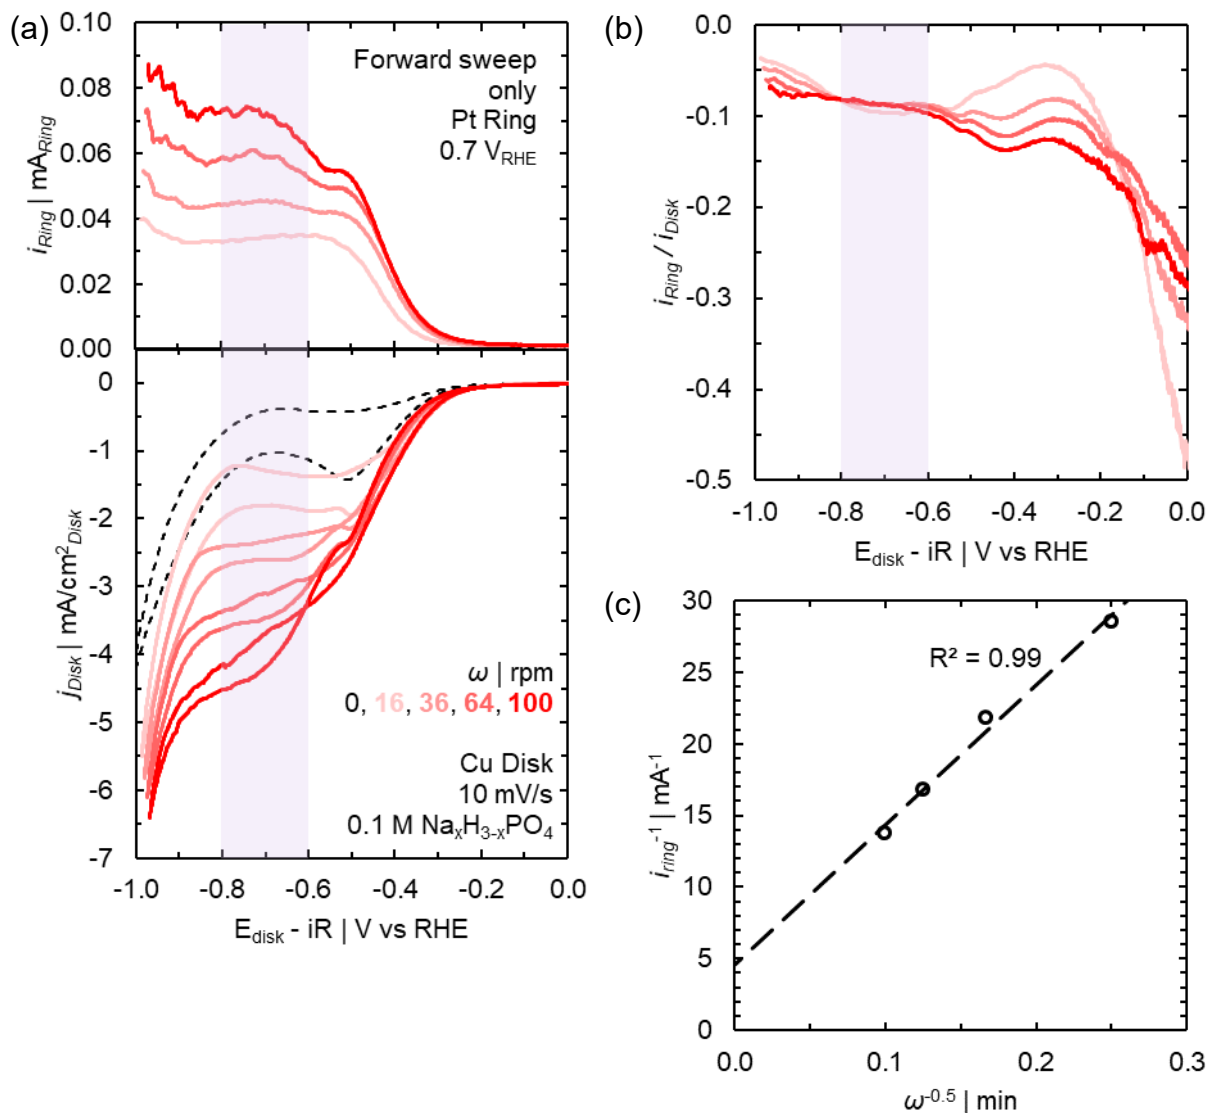 (a)
0.10
0.08
0.06
0.04
0.02
0.00
i_Ring | mA_Ring
Forward sweep
only
Pt Ring
0.7 V_RHE
0
-1
-2
-3
-4
-5
-6
-7
j_Disk | mA/cm²_Disk
ω | rpm
0, 16, 36, 64, 100
Cu Disk
10 mV/s
0.1 M Na_xH_3-xPO_4
-1.0 -0.8 -0.6 -0.4 -0.2 0.0
E_disk - iR | V vs RHE
(b)
0.0
-0.1
-0.2
-0.3
-0.4
-0.5
i_Ring / i_Disk
-1.0 -0.8 -0.6 -0.4 -0.2 0.0
E_disk - iR | V vs RHE
(c)
30
25
20
15
10
5
0
i_ring⁻¹ | mA⁻¹
R² = 0.99
0.0 0.1 0.2 0.3
ω^-0.5 | min